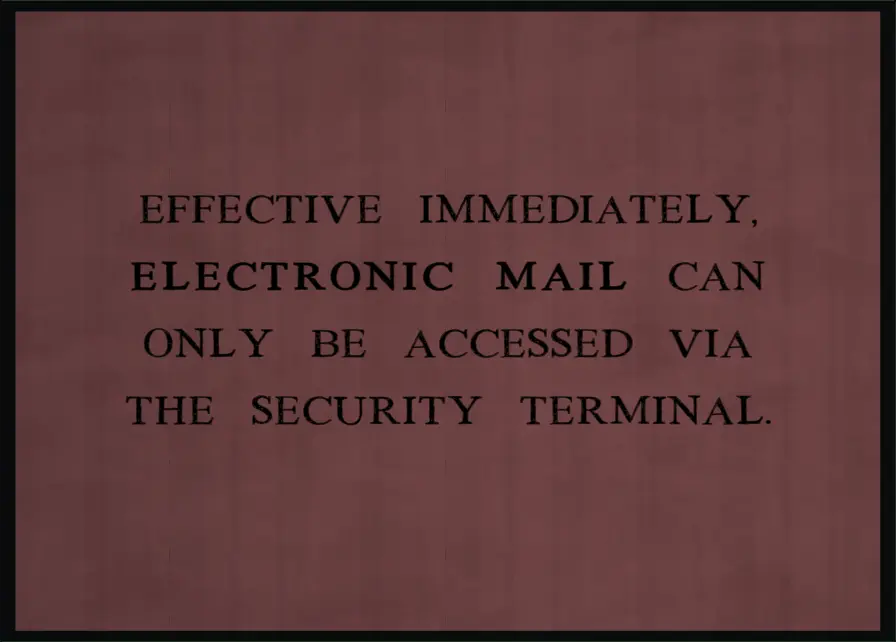 EFFECTIVE IMMEDIATELY,
ELECTRONIC MAIL CAN
ONLY BE ACCESSED VIA
THE SECURITY TERMINAL.